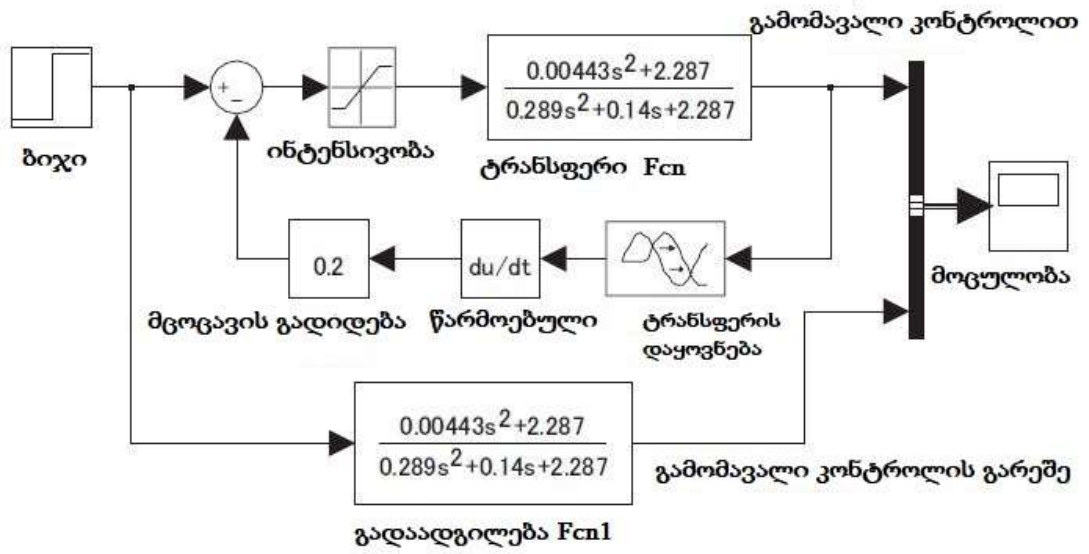 გამომავალი კონტროლით
0.00443s²+2.287
0.289s²+0.14s+2.287
+
−
ბიჯი
ინტენსივობა
ტრანსფერი Fcn
0.2
du/dt
მოცულობა
მცოცავის გადიდება
წარმოებული
ტრანსფერის
დაყოვნება
0.00443s²+2.287
0.289s²+0.14s+2.287
გამომავალი კონტროლის გარეშე
გადაადგილება Fcn1